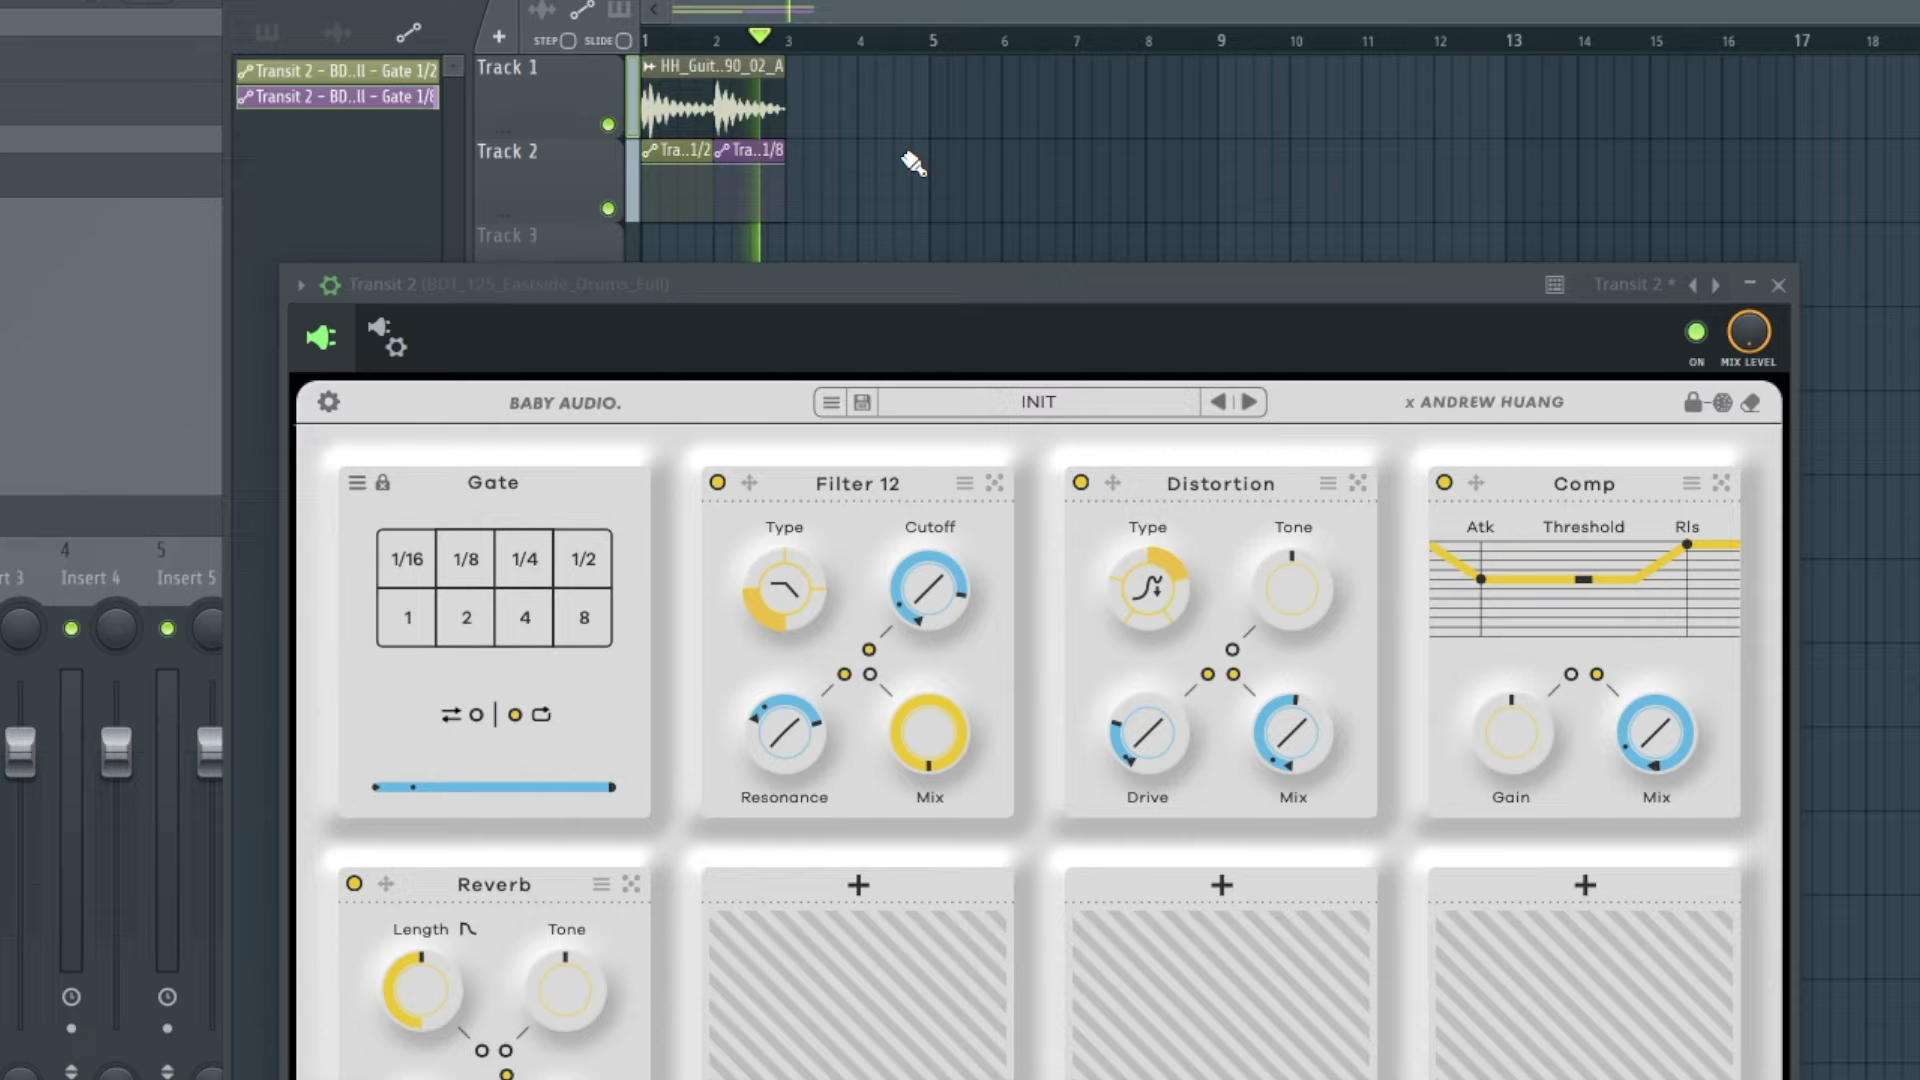 STEP SLIDE
1 2 3 4 5 6 7 8 9 10 11 12 13 14 15 16 17 18
Transit 2 - BD..ll - Gate 1/2
Transit 2 - BD..ll - Gate 1/8
Track 1
HH_Guit..90_02_A
Track 2
Tra..1/2
Tra..1/8
Track 3
Transit 2 (BDT_125_Eastside_Drums_Full)
Transit 2 *
ON MIX LEVEL
BABY AUDIO.
INIT
x ANDREW HUANG
Gate
1/16 1/8 1/4 1/2
1 2 4 8
Filter 12
Type Cutoff
Resonance Mix
Distortion
Type Tone
Drive Mix
Comp
Atk Threshold Rls
Gain Mix
Reverb
Length Tone
4 5
rt 3 Insert 4 Insert 5